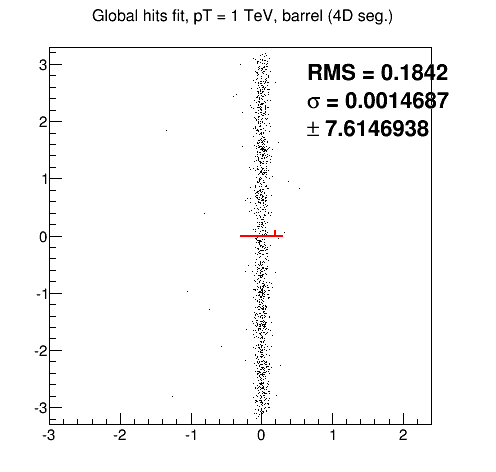 Global hits fit, pT = 1 TeV, barrel (4D seg.)
RMS = 0.1842
σ = 0.0014687
± 7.6146938
3
2
1
0
-1
-2
-3
-3 -2 -1 0 1 2